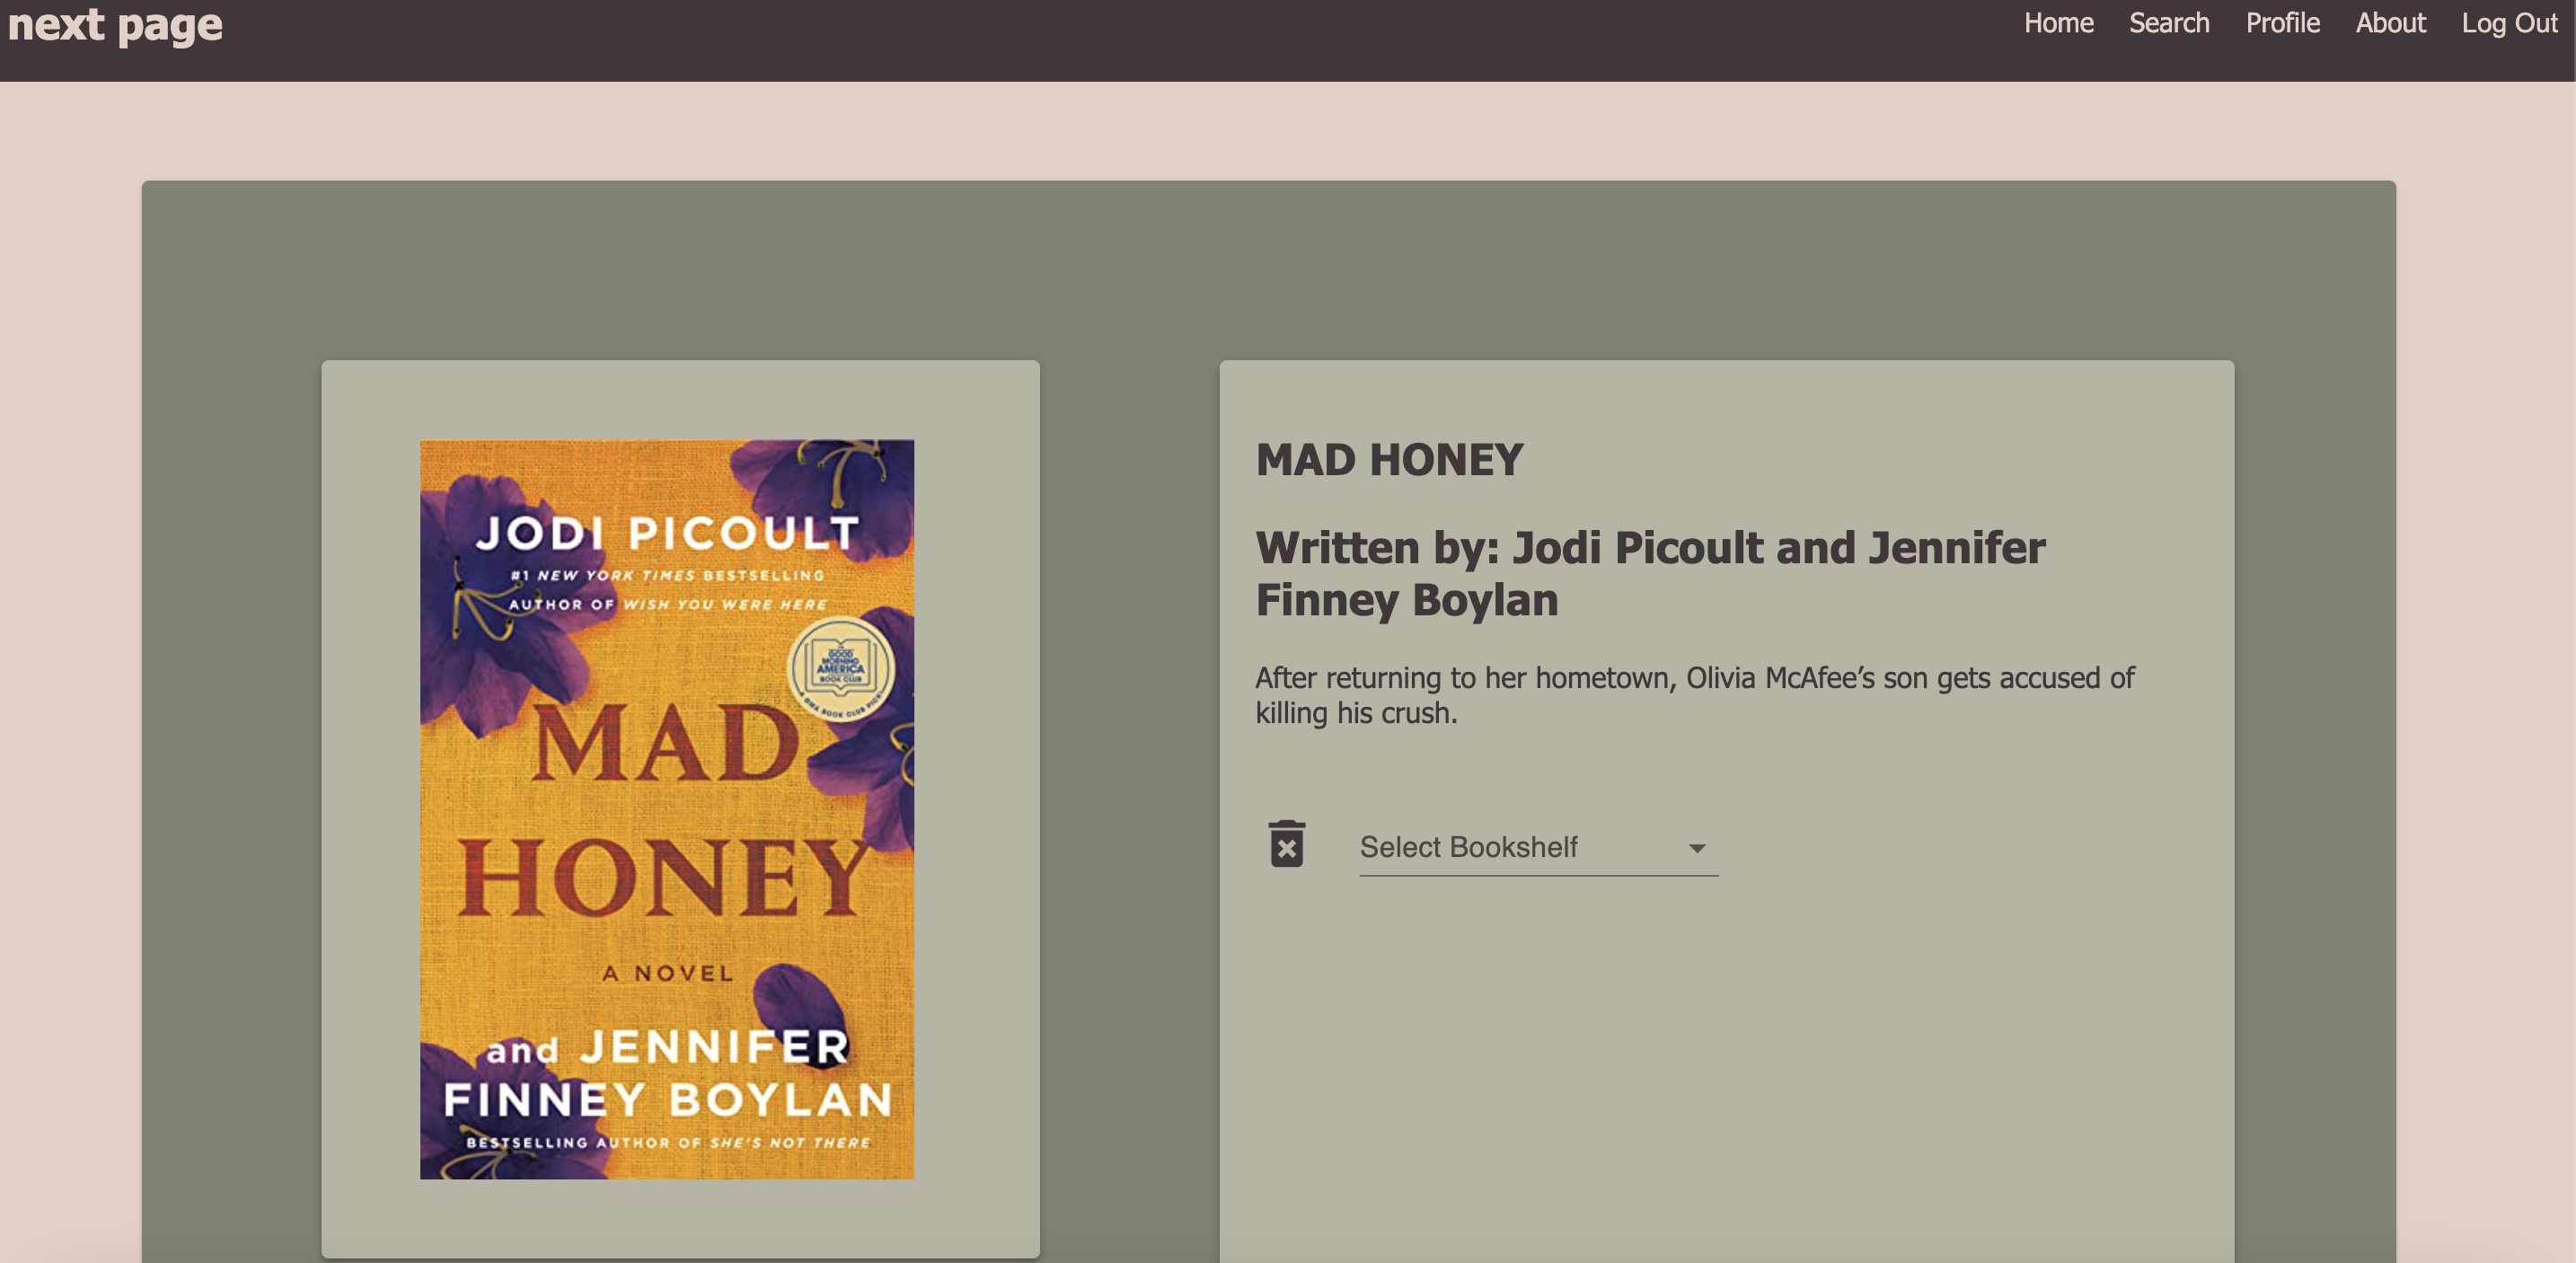 next page
Home Search Profile About Log Out
JODI PICOULT
#1 NEW YORK TIMES BESTSELLING
AUTHOR OF WISH YOU WERE HERE
GOOD
MORNING
AMERICA
BOOK CLUB
A GMA BOOK CLUB PICK
MAD
HONEY
A NOVEL
and JENNIFER
FINNEY BOYLAN
BESTSELLING AUTHOR OF SHE'S NOT THERE
MAD HONEY
Written by: Jodi Picoult and Jennifer
Finney Boylan
After returning to her hometown, Olivia McAfee’s son gets accused of
killing his crush.
Select Bookshelf